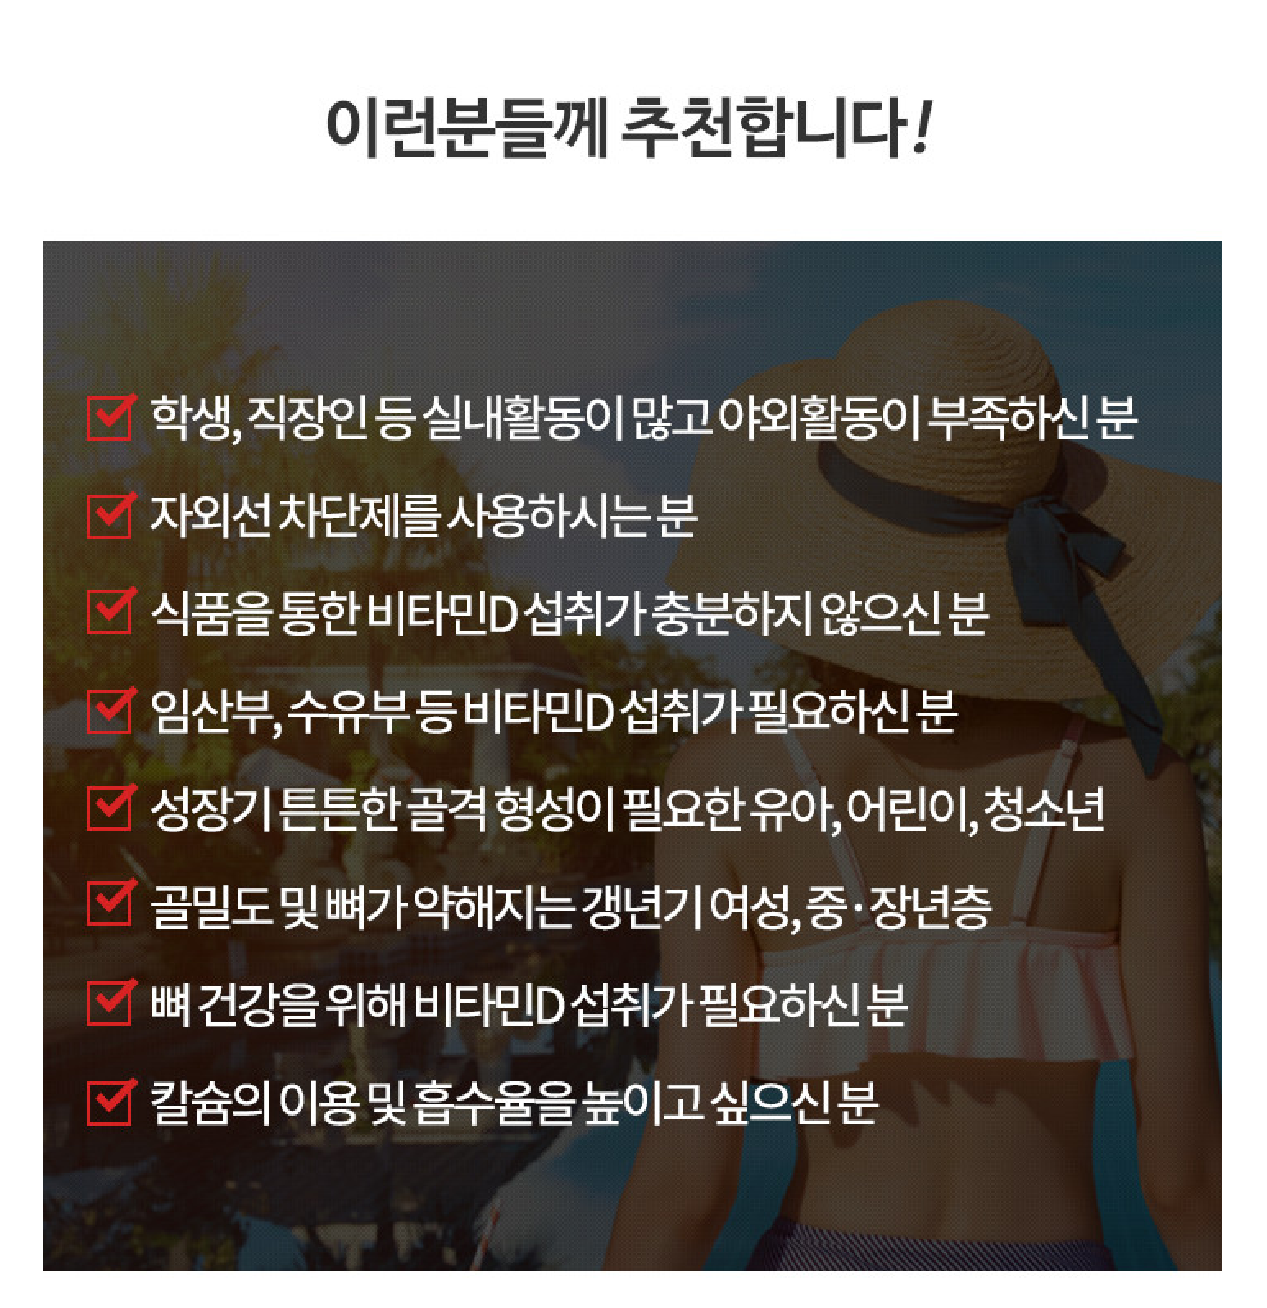 이런분들께 추천합니다!
학생, 직장인 등 실내활동이 많고 야외활동이 부족하신 분
자외선 차단제를 사용하시는 분
식품을 통한 비타민D 섭취가 충분하지 않으신 분
임산부, 수유부 등 비타민D 섭취가 필요하신 분
성장기 튼튼한 골격 형성이 필요한 유아, 어린이, 청소년
골밀도 및 뼈가 약해지는 갱년기 여성, 중·장년층
뼈 건강을 위해 비타민D 섭취가 필요하신 분
칼슘의 이용 및 흡수율을 높이고 싶으신 분